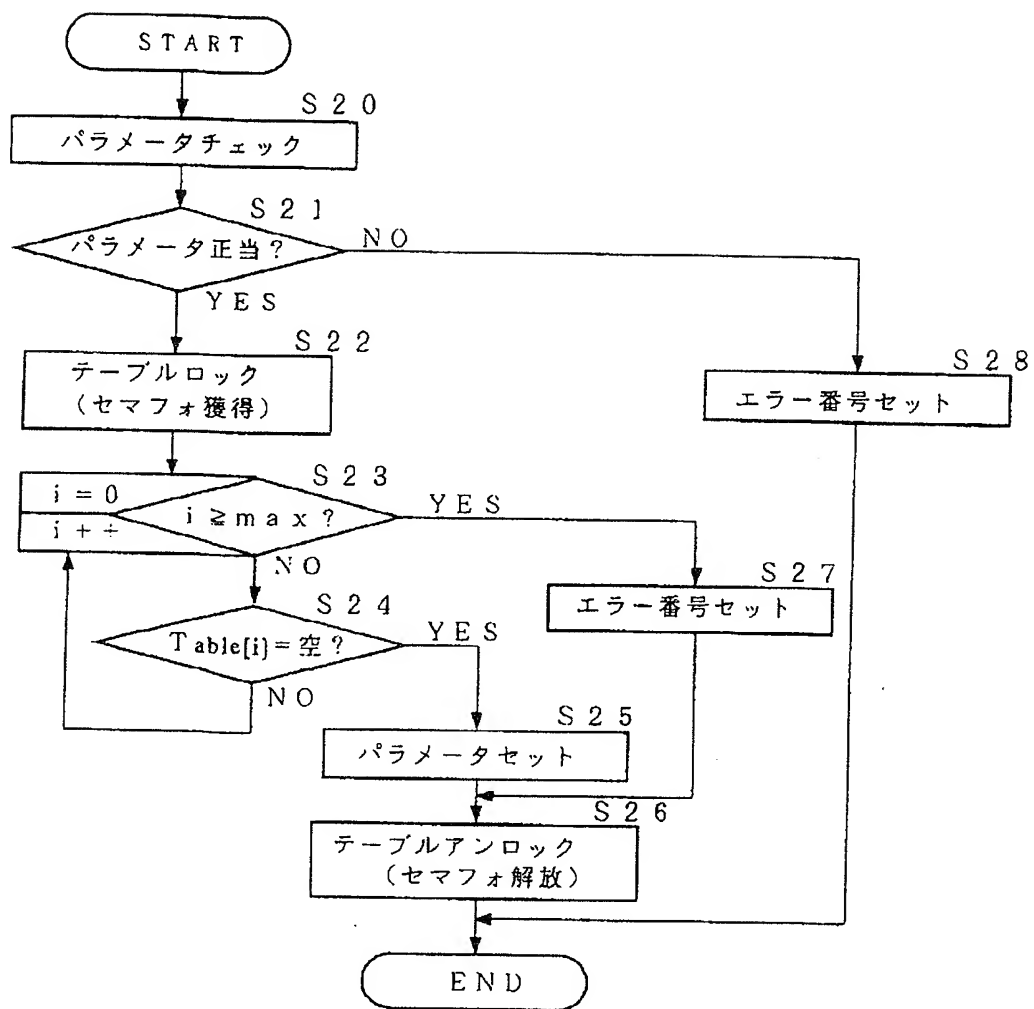 START
S20
パラメータチェック
S21
パラメータ正当?
NO
YES
S22
テーブルロック
(セマフォ獲得)
S28
エラー番号セット
S23
i=0
i≧max?
YES
i++
NO
S27
エラー番号セット
S24
Table[i]=空?
YES
NO
S25
パラメータセット
S26
テーブルアンロック
(セマフォ解放)
END